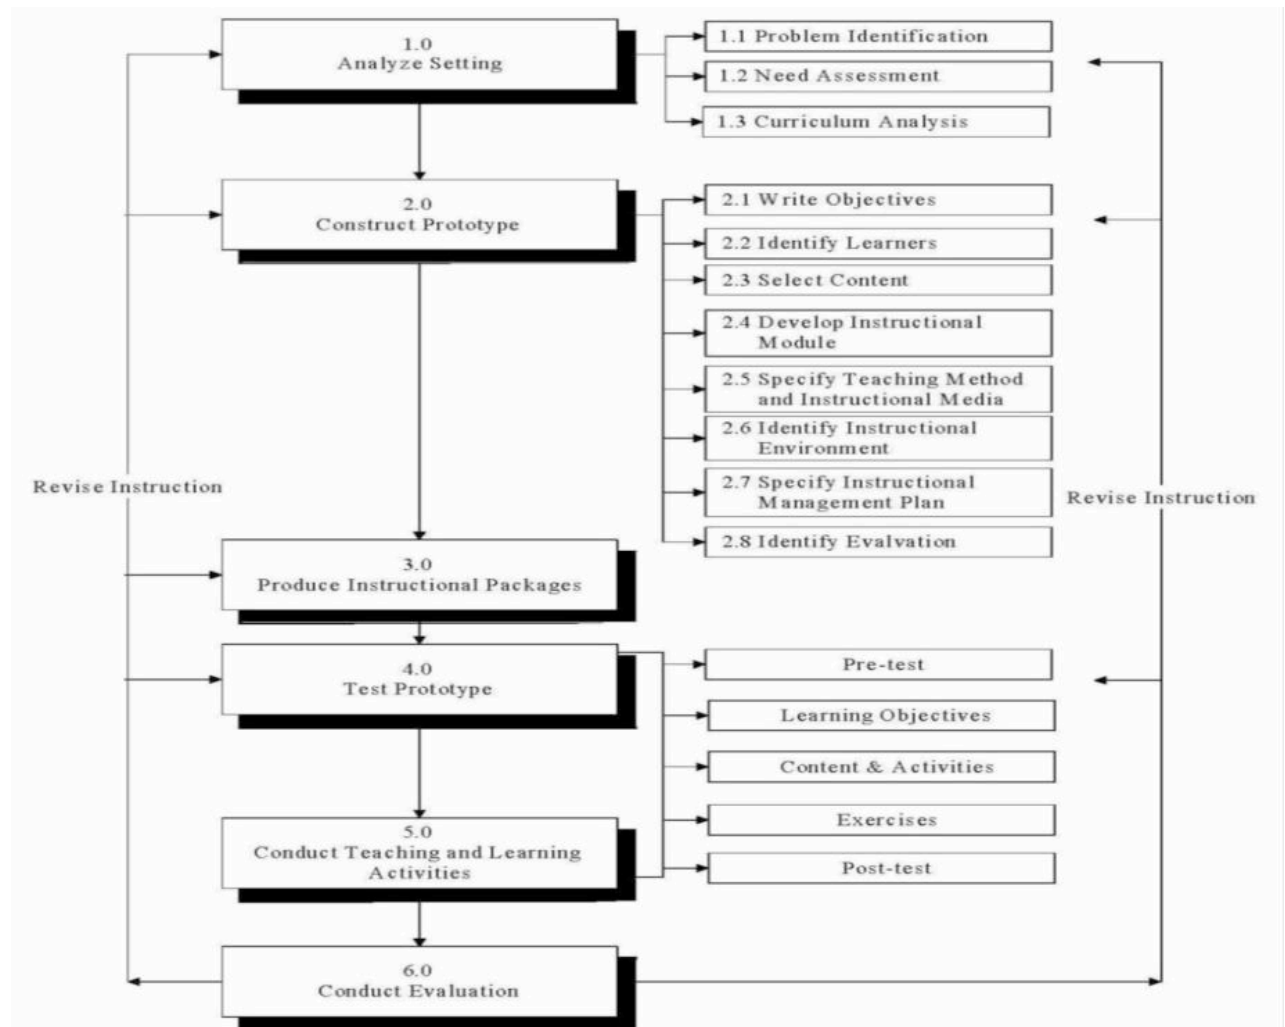 1.0
Analyze Setting
1.1 Problem Identification
1.2 Need Assessment
1.3 Curriculum Analysis
2.0
Construct Prototype
2.1 Write Objectives
2.2 Identify Learners
2.3 Select Content
2.4 Develop Instructional
Module
2.5 Specify Teaching Method
and Instructional Media
2.6 Identify Instructional
Environment
2.7 Specify Instructional
Management Plan
2.8 Identify Evalvation
Revise Instruction
Revise Instruction
3.0
Produce Instructional Packages
4.0
Test Prototype
Pre-test
Learning Objectives
Content & Activities
Exercises
Post-test
5.0
Conduct Teaching and Learning
Activities
6.0
Conduct Evaluation